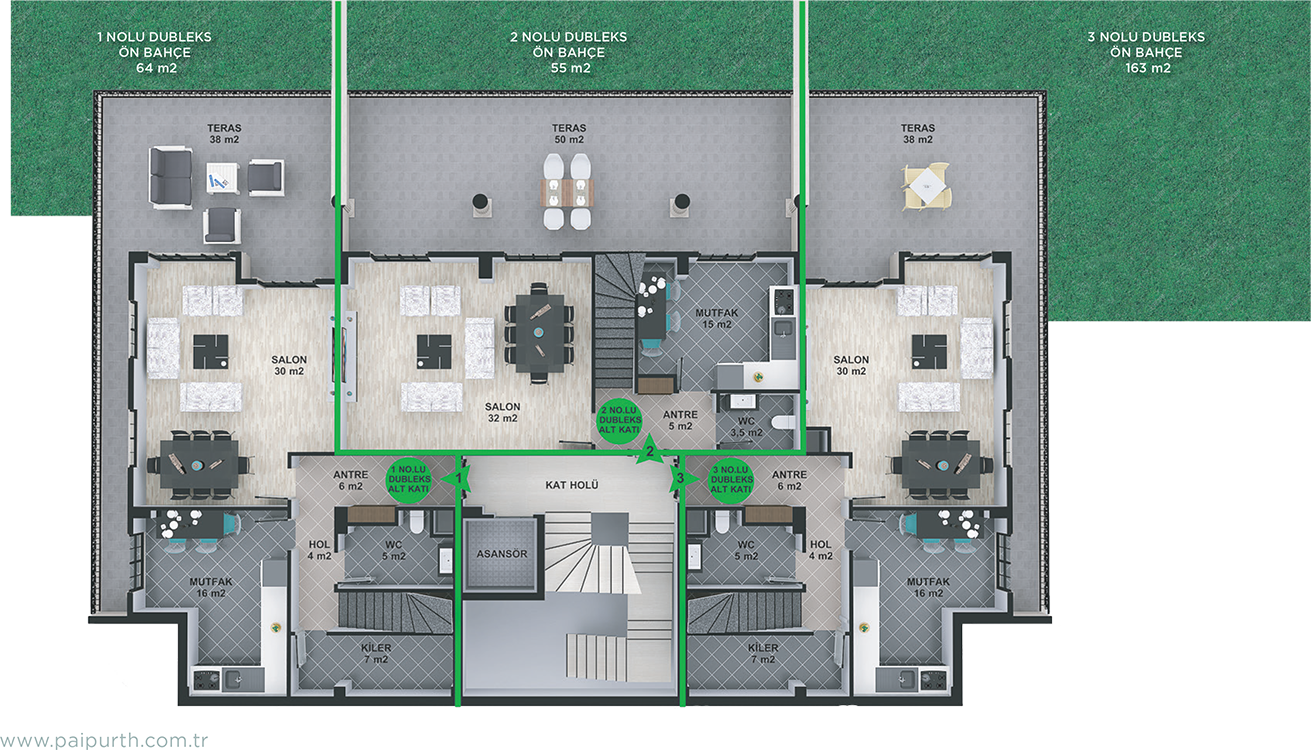 1 NOLU DUBLEKS
ÖN BAHÇE
64 m2
2 NOLU DUBLEKS
ÖN BAHÇE
55 m2
3 NOLU DUBLEKS
ÖN BAHÇE
163 m2
TERAS
38 m2
TERAS
50 m2
TERAS
38 m2
MUTFAK
15 m2
SALON
30 m2
SALON
30 m2
SALON
32 m2
2 NO.LU
DUBLEKS
ALT KATI
ANTRE
5 m2
WC
3,5 m2
2
ANTRE
6 m2
1 NO.LU
DUBLEKS
ALT KATI
1
KAT HOLÜ
3
3 NO.LU
DUBLEKS
ALT KATI
ANTRE
6 m2
HOL
4 m2
WC
5 m2
ASANSÖR
WC
5 m2
HOL
4 m2
MUTFAK
16 m2
MUTFAK
16 m2
KİLER
7 m2
KİLER
7 m2
www.paipurth.com.tr